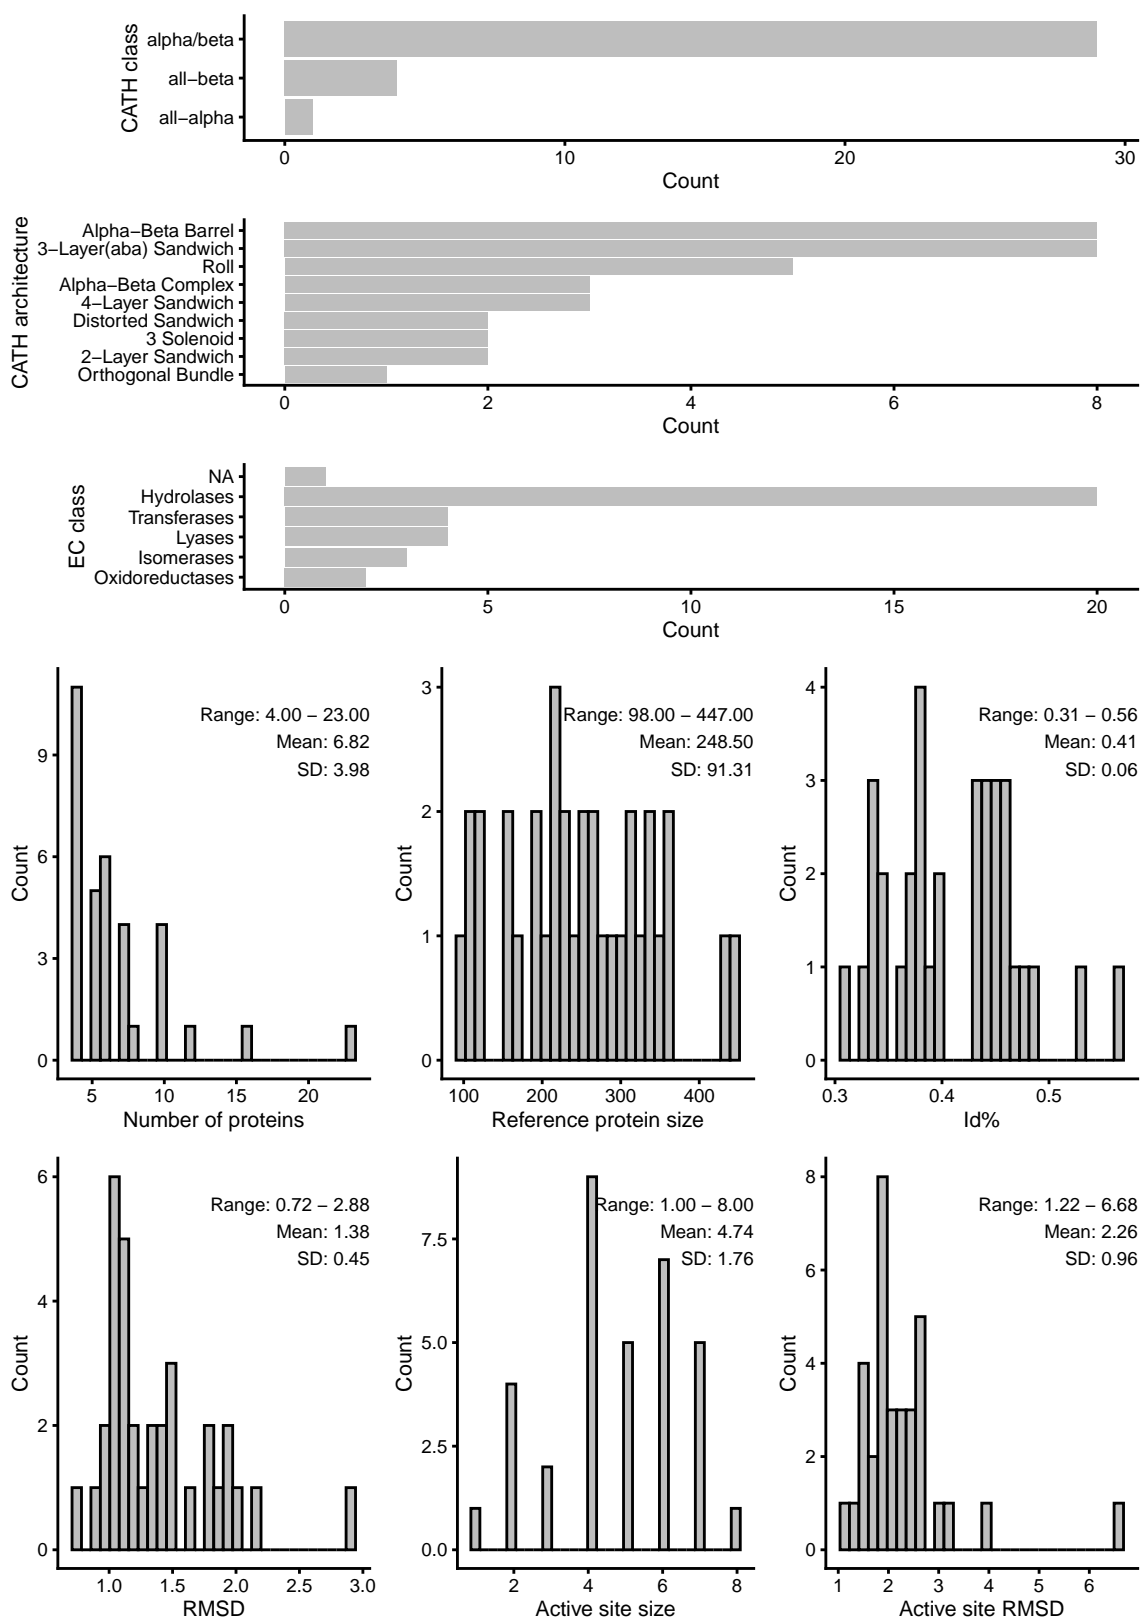 CATH class
alpha/beta
all−beta
all−alpha
0 10 20 30
Count
CATH architecture
Alpha−Beta Barrel
3−Layer(aba) Sandwich
Roll
Alpha−Beta Complex
4−Layer Sandwich
Distorted Sandwich
3 Solenoid
2−Layer Sandwich
Orthogonal Bundle
0 2 4 6 8
Count
EC class
NA
Hydrolases
Transferases
Lyases
Isomerases
Oxidoreductases
0 5 10 15 20
Count
Count
9
6
3
0
Range: 4.00 − 23.00
Mean: 6.82
SD: 3.98
5 10 15 20
Number of proteins
Count
3
2
1
0
Range: 98.00 − 447.00
Mean: 248.50
SD: 91.31
100 200 300 400
Reference protein size
Count
4
3
2
1
0
Range: 0.31 − 0.56
Mean: 0.41
SD: 0.06
0.3 0.4 0.5
Id%
Count
6
4
2
0
Range: 0.72 − 2.88
Mean: 1.38
SD: 0.45
1.0 1.5 2.0 2.5 3.0
RMSD
Count
7.5
5.0
2.5
0.0
Range: 1.00 − 8.00
Mean: 4.74
SD: 1.76
2 4 6 8
Active site size
Count
8
6
4
2
0
Range: 1.22 − 6.68
Mean: 2.26
SD: 0.96
1 2 3 4 5 6
Active site RMSD